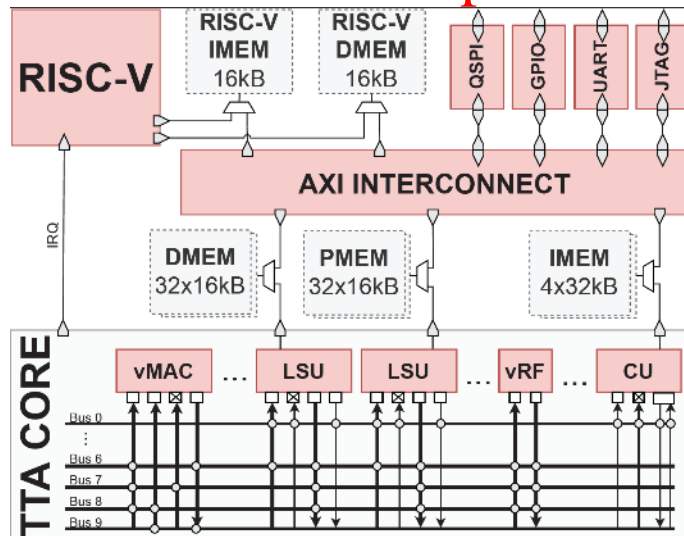 RISC-V
RISC-V
IMEM
16kB
RISC-V
DMEM
16kB
QSPI
GPIO
UART
JTAG
AXI INTERCONNECT
IRQ
DMEM
32x16kB
PMEM
32x16kB
IMEM
4x32kB
TTA CORE
vMAC
...
LSU
LSU
...
vRF
...
CU
Bus 0
...
Bus 6
Bus 7
Bus 8
Bus 9